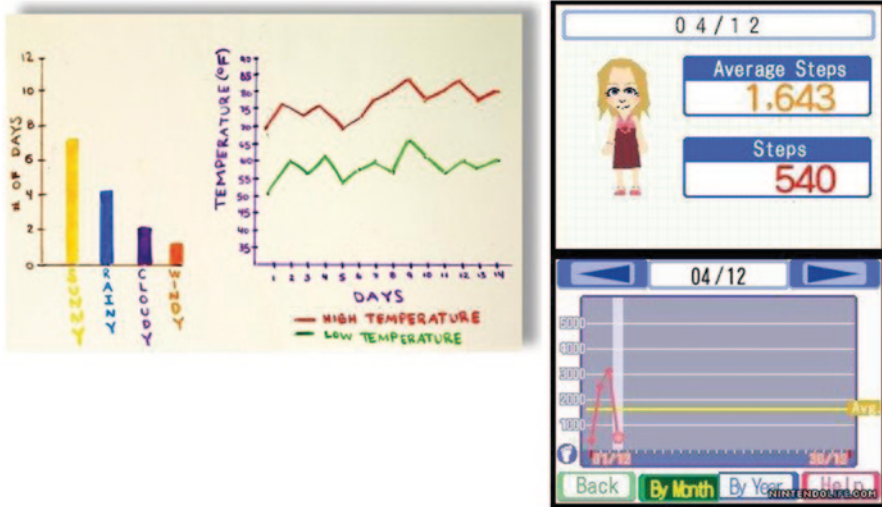 12
10
8
6
4
2
0
# OF DAYS
SUNNY
RAINY
CLOUDY
WINDY
TEMPERATURE (°F)
90
85
80
75
70
65
60
55
50
45
35
1 2 3 4 5 6 7 8 9 10 11 12 13 14
DAYS
HIGH TEMPERATURE
LOW TEMPERATURE
04/12
Average Steps
1,643
Steps
540
04/12
5000
4000
3000
2000
1000
Avg.
01/12
30/12
Back
By Month
By Year
Help
NINTENDOLIFE.COM